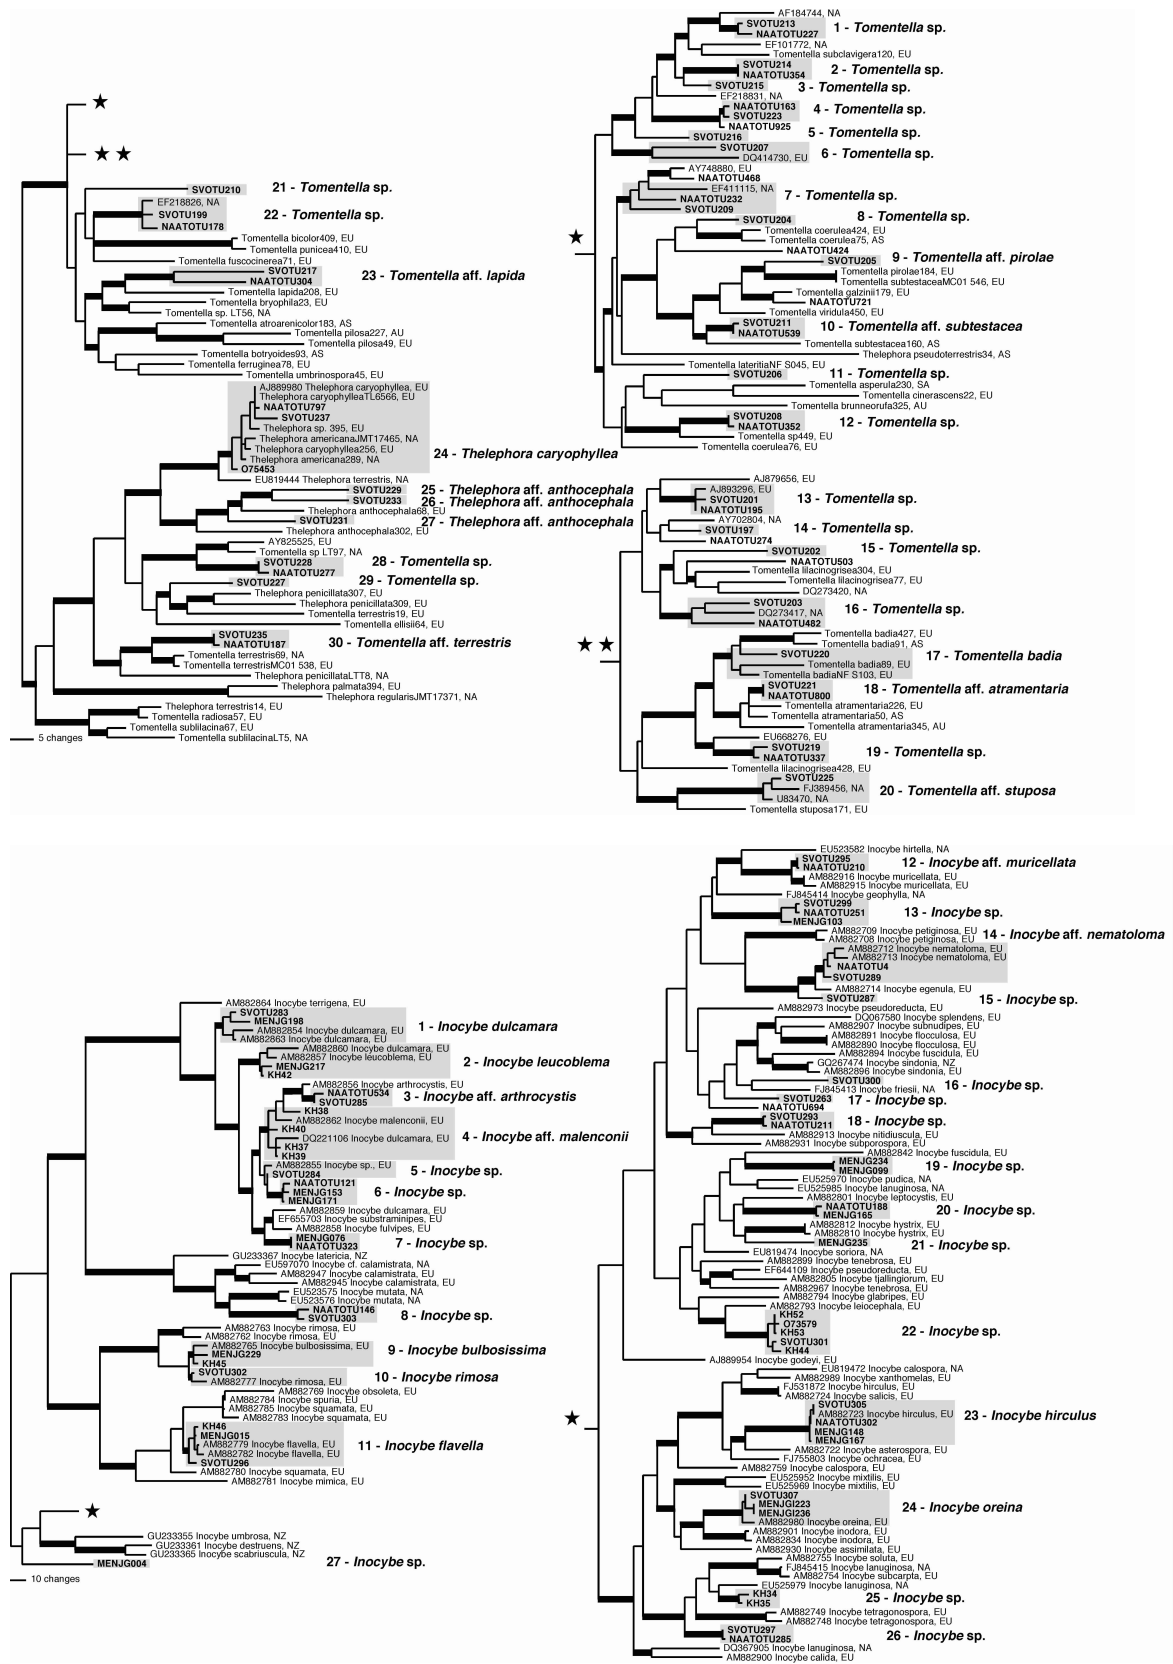 ★
★ ★
SVOTU210
21 - Tomentella sp.
EF218826, NA
SVOTU199
22 - Tomentella sp.
NAATOTU178
Tomentella bicolor409, EU
Tomentella punicea410, EU
Tomentella fuscocinerea71, EU
SVOTU217
23 - Tomentella aff. lapida
NAATOTU304
Tomentella lapida208, EU
Tomentella bryophila23, EU
Tomentella sp. LT56, NA
Tomentella atroarenicolor183, AS
Tomentella pilosa227, AU
Tomentella pilosa49, EU
Tomentella botryoides93, AS
Tomentella ferruginea78, EU
Tomentella umbrinospora45, EU
AJ889980 Thelephora caryophyllea, EU
Thelephora caryophylleaTL6566, EU
NAATOTU797
SVOTU237
Thelephora sp. 395, EU
Thelephora americanaJMT17465, NA
Thelephora caryophyllea256, EU
24 - Thelephora caryophyllea
Thelephora americana289, NA
O75453
EU819444 Thelephora terrestris, NA
SVOTU229
25 - Thelephora aff. anthocephala
SVOTU233
26 - Thelephora aff. anthocephala
Thelephora anthocephala68, EU
SVOTU231
27 - Thelephora aff. anthocephala
Thelephora anthocephala302, EU
AY825525, EU
Tomentella sp LT97, NA
SVOTU228
28 - Tomentella sp.
NAATOTU277
SVOTU227
29 - Tomentella sp.
Thelephora penicillata307, EU
Thelephora penicillata309, EU
Tomentella terrestris19, EU
Tomentella ellisii64, EU
SVOTU235
30 - Tomentella aff. terrestris
NAATOTU187
Tomentella terrestris69, NA
Tomentella terrestrisMC01 538, EU
Thelephora penicillataLTT8, NA
Thelephora palmata394, EU
Thelephora regularisJMT17371, NA
Thelephora terrestris14, EU
Tomentella radiosa57, EU
Tomentella sublilacina67, EU
Tomentella sublilacinaLT5, NA
5 changes
★
AF184744, NA
SVOTU213
1 - Tomentella sp.
NAATOTU227
EF101772, NA
Tomentella subclavigera120, EU
SVOTU214
2 - Tomentella sp.
NAATOTU354
SVOTU215
3 - Tomentella sp.
EF218831, NA
NAATOTU163
4 - Tomentella sp.
SVOTU223
NAATOTU925
5 - Tomentella sp.
SVOTU216
SVOTU207
6 - Tomentella sp.
DQ414730, EU
AY748880, EU
NAATOTU468
EF411115, NA
7 - Tomentella sp.
NAATOTU232
SVOTU209
8 - Tomentella sp.
SVOTU204
Tomentella coerulea424, EU
Tomentella coerulea75, AS
NAATOTU424
SVOTU205
9 - Tomentella aff. pirolae
Tomentella pirolae184, EU
Tomentella subtestaceaMC01 546, EU
Tomentella galzinii179, EU
NAATOTU721
Tomentella viridula450, EU
SVOTU211
10 - Tomentella aff. subtestacea
NAATOTU539
Tomentella subtestacea160, AS
Thelephora pseudoterrestris34, AS
Tomentella lateritiaNF S045, EU
SVOTU206
11 - Tomentella sp.
Tomentella asperula230, SA
Tomentella cinerascens22, EU
Tomentella brunneorufa325, AU
SVOTU208
12 - Tomentella sp.
NAATOTU352
Tomentella sp449, EU
Tomentella coerulea76, EU
★ ★
AJ879656, EU
AJ893296, EU
SVOTU201
13 - Tomentella sp.
NAATOTU195
AY702804, NA
SVOTU197
14 - Tomentella sp.
NAATOTU274
SVOTU202
15 - Tomentella sp.
NAATOTU503
Tomentella lilacinogrisea304, EU
Tomentella lilacinogrisea77, EU
DQ273420, NA
SVOTU203
DQ273417, NA
16 - Tomentella sp.
NAATOTU482
Tomentella badia427, EU
Tomentella badia91, AS
SVOTU220
17 - Tomentella badia
Tomentella badia89, EU
Tomentella badiaNF S103, EU
SVOTU221
18 - Tomentella aff. atramentaria
NAATOTU800
Tomentella atramentaria226, EU
Tomentella atramentaria50, AS
Tomentella atramentaria345, AU
EU668276, EU
SVOTU219
19 - Tomentella sp.
NAATOTU337
Tomentella lilacinogrisea428, EU
SVOTU225
FJ389456, NA
20 - Tomentella aff. stuposa
U83470, NA
Tomentella stuposa171, EU
AM882864 Inocybe terrigena, EU
SVOTU283
MENJG198
1 - Inocybe dulcamara
AM882854 Inocybe dulcamara, EU
AM882863 Inocybe dulcamara, EU
AM882860 Inocybe dulcamara, EU
AM882857 Inocybe leucoblema, EU
2 - Inocybe leucoblema
MENJG217
KH42
AM882856 Inocybe arthrocystis, EU
NAATOTU534
3 - Inocybe aff. arthrocystis
SVOTU285
KH38
AM882862 Inocybe malenconii, EU
KH40
DQ221106 Inocybe dulcamara, EU
4 - Inocybe aff. malenconii
KH37
KH39
AM882855 Inocybe sp., EU
5 - Inocybe sp.
SVOTU284
NAATOTU121
MENJG153
6 - Inocybe sp.
MENJG171
AM882859 Inocybe dulcamara, EU
EF655703 Inocybe substraminipes, EU
AM882858 Inocybe fulvipes, EU
MENJG076
7 - Inocybe sp.
NAATOTU323
GU233367 Inocybe latericia, NZ
EU597070 Inocybe cf. calamistrata, NA
AM882947 Inocybe calamistrata, EU
AM882945 Inocybe calamistrata, EU
EU523575 Inocybe mutata, NA
EU523576 Inocybe mutata, NA
NAATOTU146
8 - Inocybe sp.
SVOTU303
AM882763 Inocybe rimosa, EU
AM882762 Inocybe rimosa, EU
AM882765 Inocybe bulbosissima, EU
MENJG229
9 - Inocybe bulbosissima
KH45
SVOTU302
10 - Inocybe rimosa
AM882777 Inocybe rimosa, EU
AM882769 Inocybe obsoleta, EU
AM882784 Inocybe spuria, EU
AM882785 Inocybe squamata, EU
AM882783 Inocybe squamata, EU
KH46
MENJG015
AM882779 Inocybe flavella, EU
11 - Inocybe flavella
AM882782 Inocybe flavella, EU
SVOTU296
AM882780 Inocybe squamata, EU
AM882781 Inocybe mimica, EU
★
GU233355 Inocybe umbrosa, NZ
GU233361 Inocybe destruens, NZ
GU233365 Inocybe scabriuscula, NZ
MENJG004
27 - Inocybe sp.
10 changes
★
EU523582 Inocybe hirtella, NA
SVOTU295
12 - Inocybe aff. muricellata
NAATOTU210
AM882916 Inocybe muricellata, EU
AM882915 Inocybe muricellata, EU
FJ845414 Inocybe geophylla, NA
SVOTU299
NAATOTU251
13 - Inocybe sp.
MENJG103
AM882709 Inocybe petiginosa, EU
14 - Inocybe aff. nematoloma
AM882708 Inocybe petiginosa, EU
AM882712 Inocybe nematoloma, EU
AM882713 Inocybe nematoloma, EU
NAATOTU4
SVOTU289
AM882714 Inocybe egenula, EU
SVOTU287
15 - Inocybe sp.
AM882973 Inocybe pseudoreducta, EU
DQ067580 Inocybe splendens, EU
AM882907 Inocybe subnudipes, EU
AM882891 Inocybe flocculosa, EU
AM882890 Inocybe flocculosa, EU
AM882894 Inocybe fuscidula, EU
GQ267474 Inocybe sindonia, NZ
AM882896 Inocybe sindonia, EU
SVOTU300
16 - Inocybe sp.
FJ845413 Inocybe friesii, NA
SVOTU263
17 - Inocybe sp.
NAATOTU694
SVOTU293
18 - Inocybe sp.
NAATOTU211
AM882913 Inocybe nitidiuscula, EU
AM882931 Inocybe subporospora, EU
AM882842 Inocybe fuscidula, EU
MENJG234
19 - Inocybe sp.
MENJG099
EU525970 Inocybe pudica, NA
EU525985 Inocybe lanuginosa, NA
AM882801 Inocybe leptocystis, EU
NAATOTU188
20 - Inocybe sp.
MENJG165
AM882812 Inocybe hystrix, EU
AM882810 Inocybe hystrix, EU
MENJG235
21 - Inocybe sp.
EU819474 Inocybe soriora, NA
AM882899 Inocybe tenebrosa, EU
EF644109 Inocybe pseudoreducta, EU
AM882805 Inocybe tjallingiorum, EU
AM882967 Inocybe tenebrosa, EU
AM882794 Inocybe glabripes, EU
AM882793 Inocybe leiocephala, EU
KH52
O73579
KH53
22 - Inocybe sp.
SVOTU301
KH44
AJ889954 Inocybe godeyi, EU
EU819472 Inocybe calospora, NA
AM882989 Inocybe xanthomelas, EU
FJ531872 Inocybe hirculus, EU
AM882724 Inocybe salicis, EU
SVOTU305
AM882723 Inocybe hirculus, EU
23 - Inocybe hirculus
NAATOTU302
MENJG148
MENJG167
AM882722 Inocybe asterospora, EU
FJ755803 Inocybe ochracea, EU
AM882759 Inocybe calospora, EU
EU525952 Inocybe mixtilis, EU
EU525969 Inocybe mixtilis, EU
SVOTU307
MENJGI223
24 - Inocybe oreina
MENJGI236
AM882980 Inocybe oreina, EU
AM882901 Inocybe inodora, EU
AM882834 Inocybe inodora, EU
AM882930 Inocybe assimilata, EU
AM882755 Inocybe soluta, EU
FJ845415 Inocybe lanuginosa, NA
AM882754 Inocybe subcarpta, EU
EU525979 Inocybe lanuginosa, NA
KH34
25 - Inocybe sp.
KH35
AM882749 Inocybe tetragonospora, EU
AM882748 Inocybe tetragonospora, EU
SVOTU297
26 - Inocybe sp.
NAATOTU285
DQ367905 Inocybe lanuginosa, NA
AM882900 Inocybe calida, EU